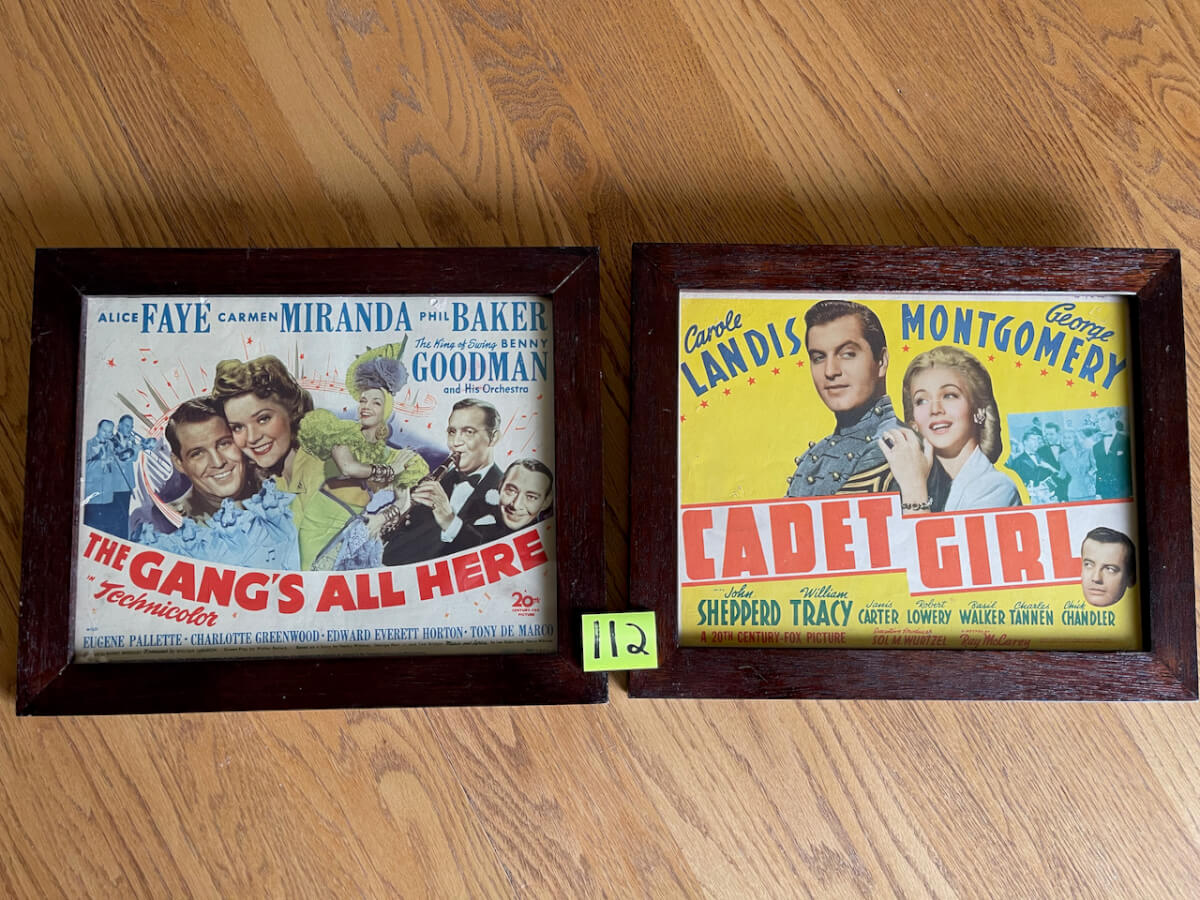 ALICE FAYE CARMEN MIRANDA PHIL BAKER
The King of Swing BENNY
GOODMAN
and His Orchestra
THE GANG'S ALL HERE
IN Technicolor
20th
CENTURY-FOX
PICTURE
WITH
EUGENE PALLETTE · CHARLOTTE GREENWOOD · EDWARD EVERETT HORTON · TONY DE MARCO
112
Carole
LANDIS
George
MONTGOMERY
CADET
GIRL
John
SHEPPERD
William
TRACY
Janis
CARTER
Robert
LOWERY
Basil
WALKER
Charles
TANNEN
Chick
CHANDLER
A 20TH CENTURY-FOX PICTURE
Executive Producer
SOL M. WURTZEL
Ray McCarey